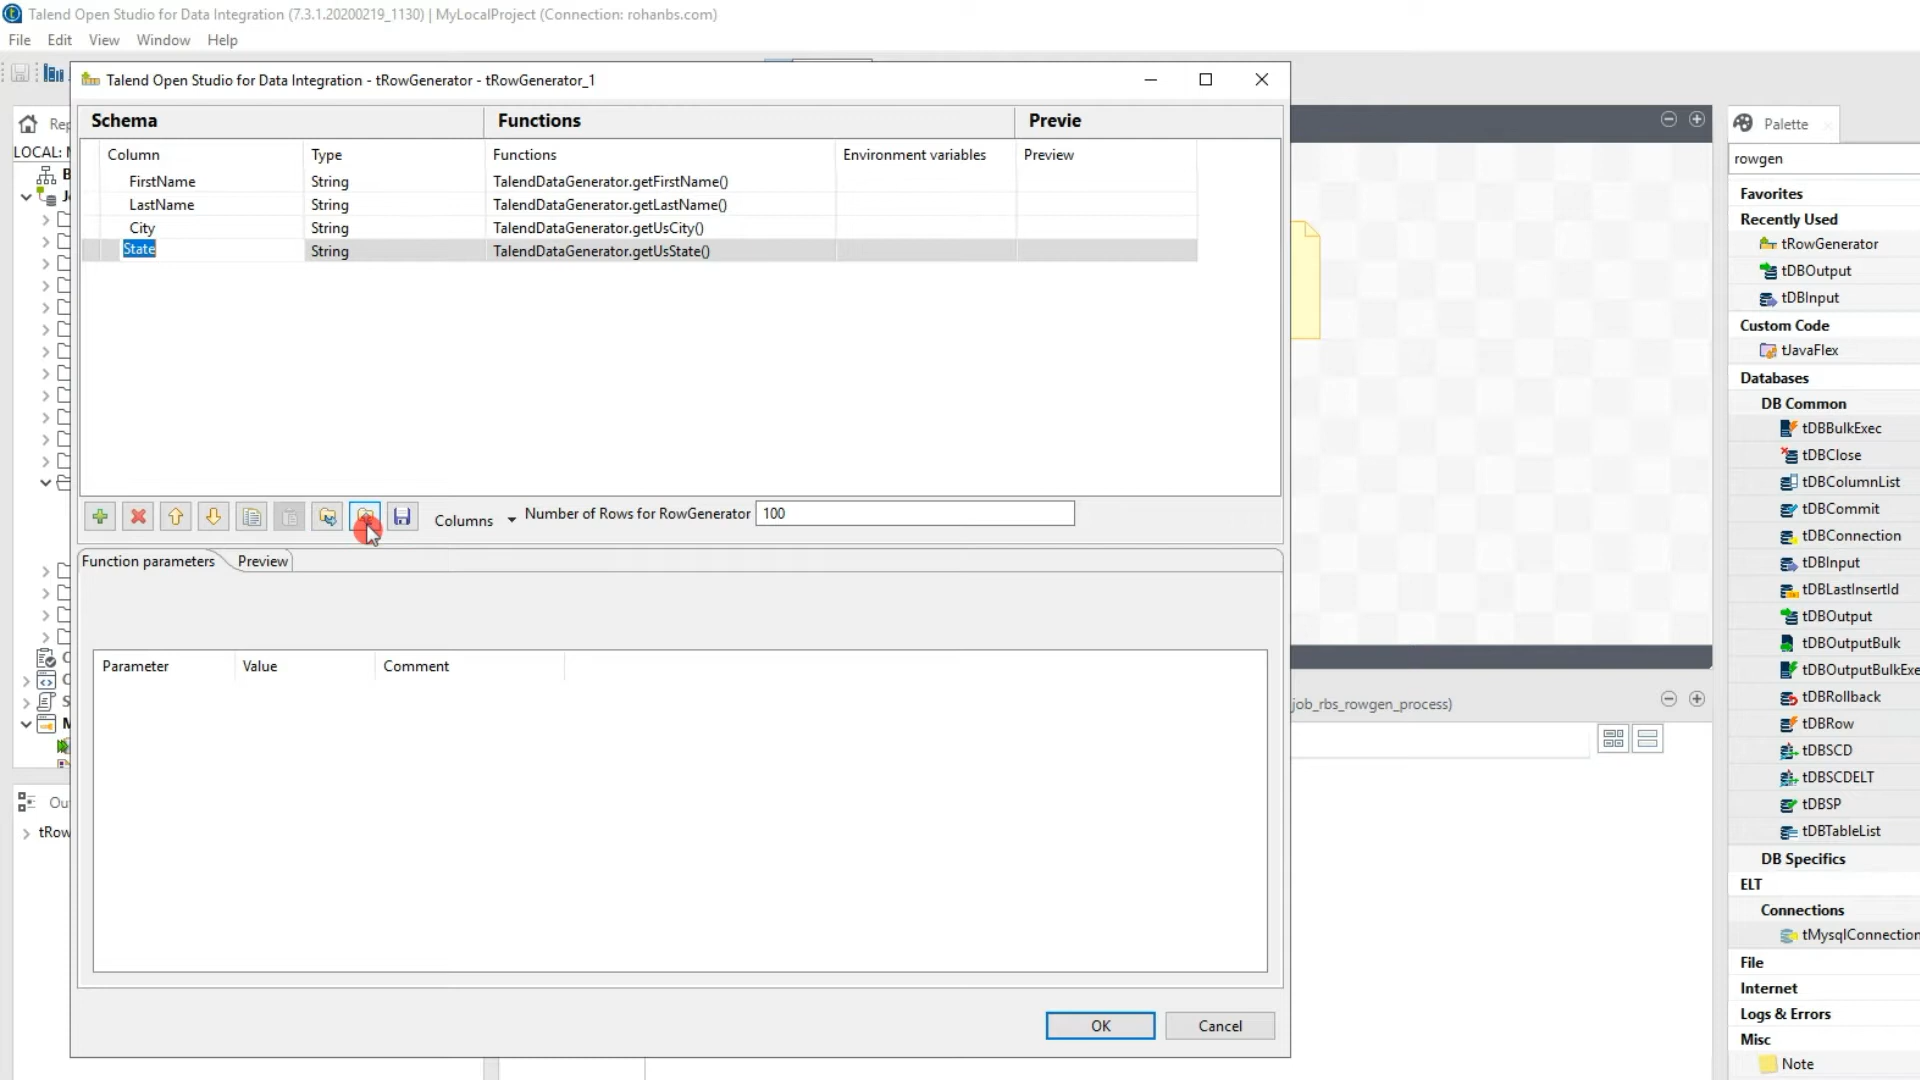 Talend Open Studio for Data Integration (7.3.1.20200219_1130) | MyLocalProject (Connection: rohanbs.com)
File Edit View Window Help
Talend Open Studio for Data Integration - tRowGenerator - tRowGenerator_1
Schema Functions Previe
Column Type Functions Environment variables Preview
FirstName String TalendDataGenerator.getFirstName()
LastName String TalendDataGenerator.getLastName()
City String TalendDataGenerator.getUsCity()
State String TalendDataGenerator.getUsState()
Columns Number of Rows for RowGenerator 100
Function parameters Preview
Parameter Value Comment
OK Cancel
Rep
LOCAL: M
B
J
C
C
S
M
Ou
tRow
job_rbs_rowgen_process)
Palette
rowgen
Favorites
Recently Used
tRowGenerator
tDBOutput
tDBInput
Custom Code
tJavaFlex
Databases
DB Common
tDBBulkExec
tDBClose
tDBColumnList
tDBCommit
tDBConnection
tDBInput
tDBLastInsertId
tDBOutput
tDBOutputBulk
tDBOutputBulkExe
tDBRollback
tDBRow
tDBSCD
tDBSCDELT
tDBSP
tDBTableList
DB Specifics
ELT
Connections
tMysqlConnection
File
Internet
Logs & Errors
Misc
Note